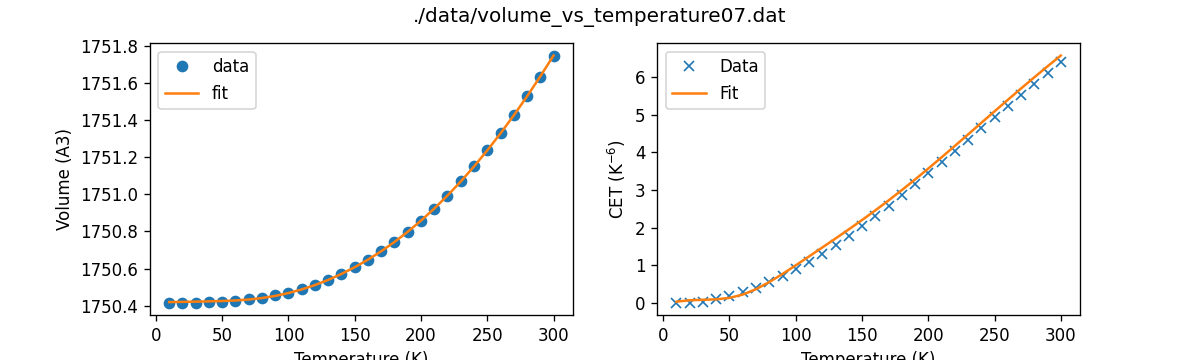 ./data/volume_vs_temperature07.dat
1751.8
1751.6
1751.4
1751.2
1751.0
1750.8
1750.6
1750.4
Volume (A3)
data
fit
0 50 100 150 200 250 300
Temperature (K)
6
5
4
3
2
1
0
CET (K⁻⁶)
Data
Fit
0 50 100 150 200 250 300
Temperature (K)